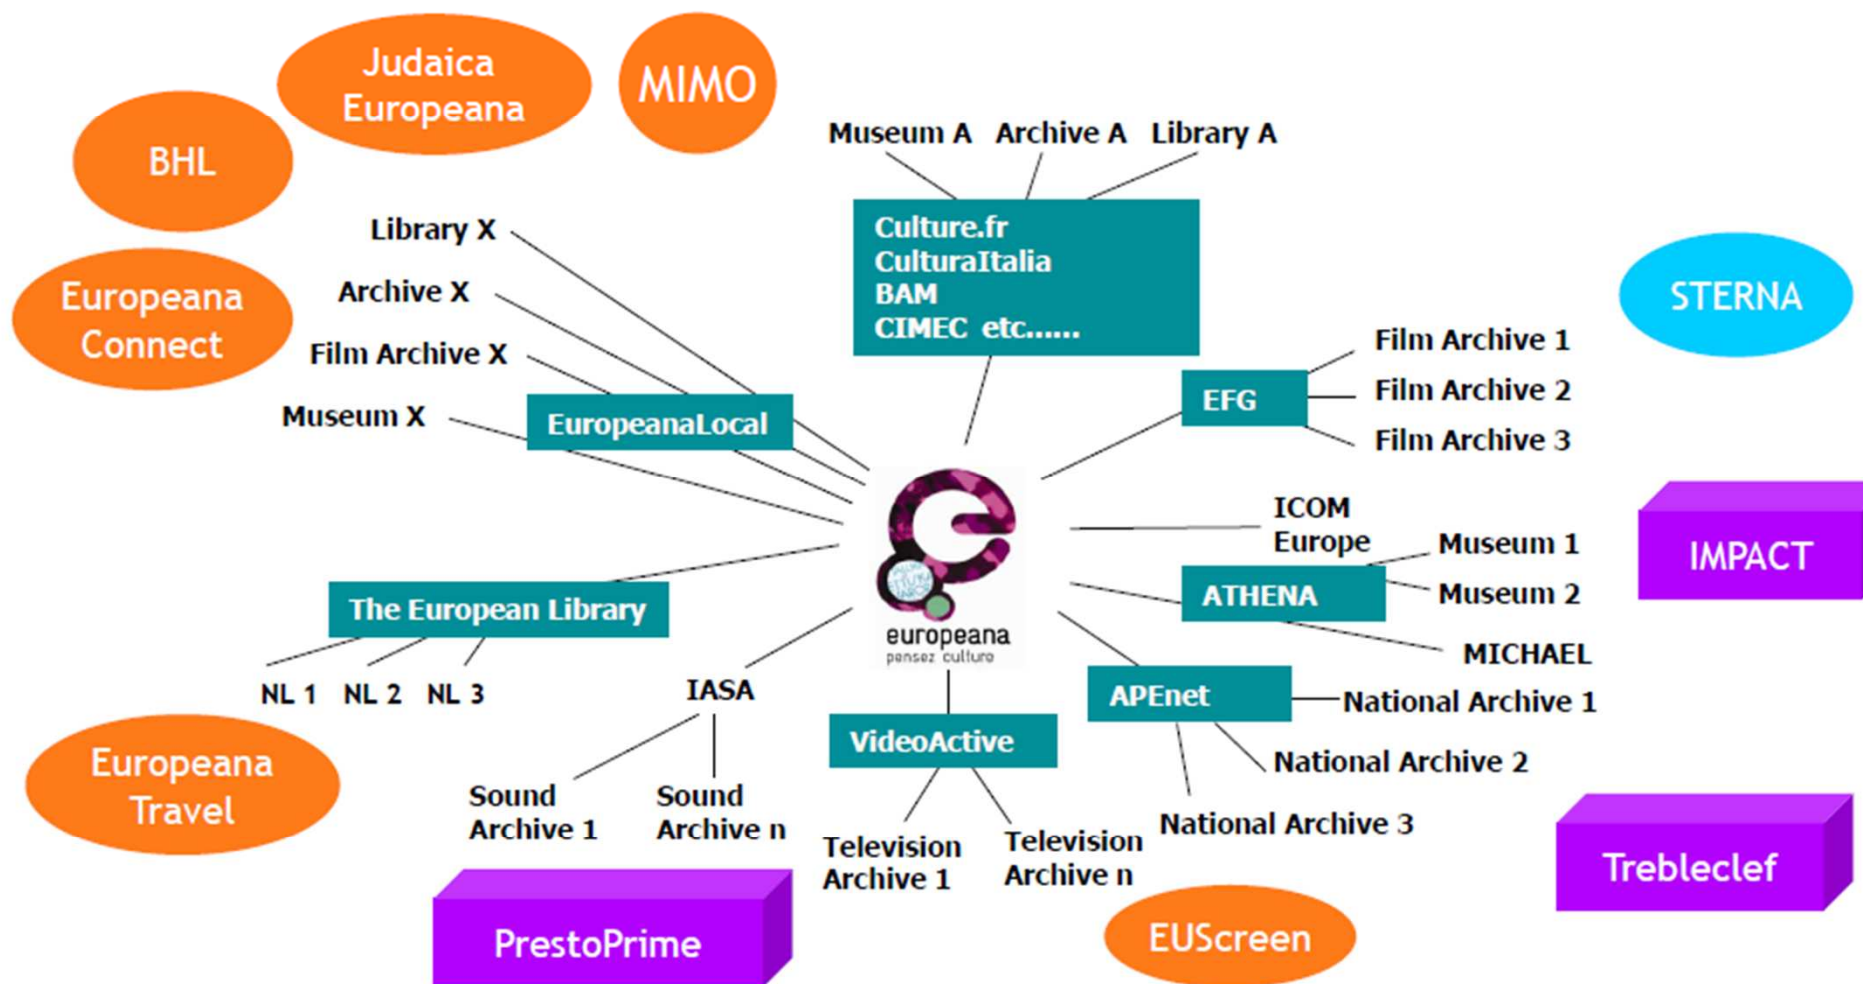 Judaica
Europeana
MIMO
BHL
Museum A Archive A Library A
Culture.fr
CulturaItalia
BAM
CIMEC etc......
Library X
Archive X
Film Archive X
Museum X
Europeana
Connect
EuropeanaLocal
STERNA
EFG
Film Archive 1
Film Archive 2
Film Archive 3
europeana
pensez culture
ICOM
Europe
ATHENA
Museum 1
Museum 2
MICHAEL
IMPACT
The European Library
NL 1 NL 2 NL 3
IASA
Sound
Archive 1
Sound
Archive n
VideoActive
Television
Archive 1
Television
Archive n
APEnet
National Archive 1
National Archive 2
National Archive 3
Europeana
Travel
PrestoPrime
EUScreen
Trebleclef